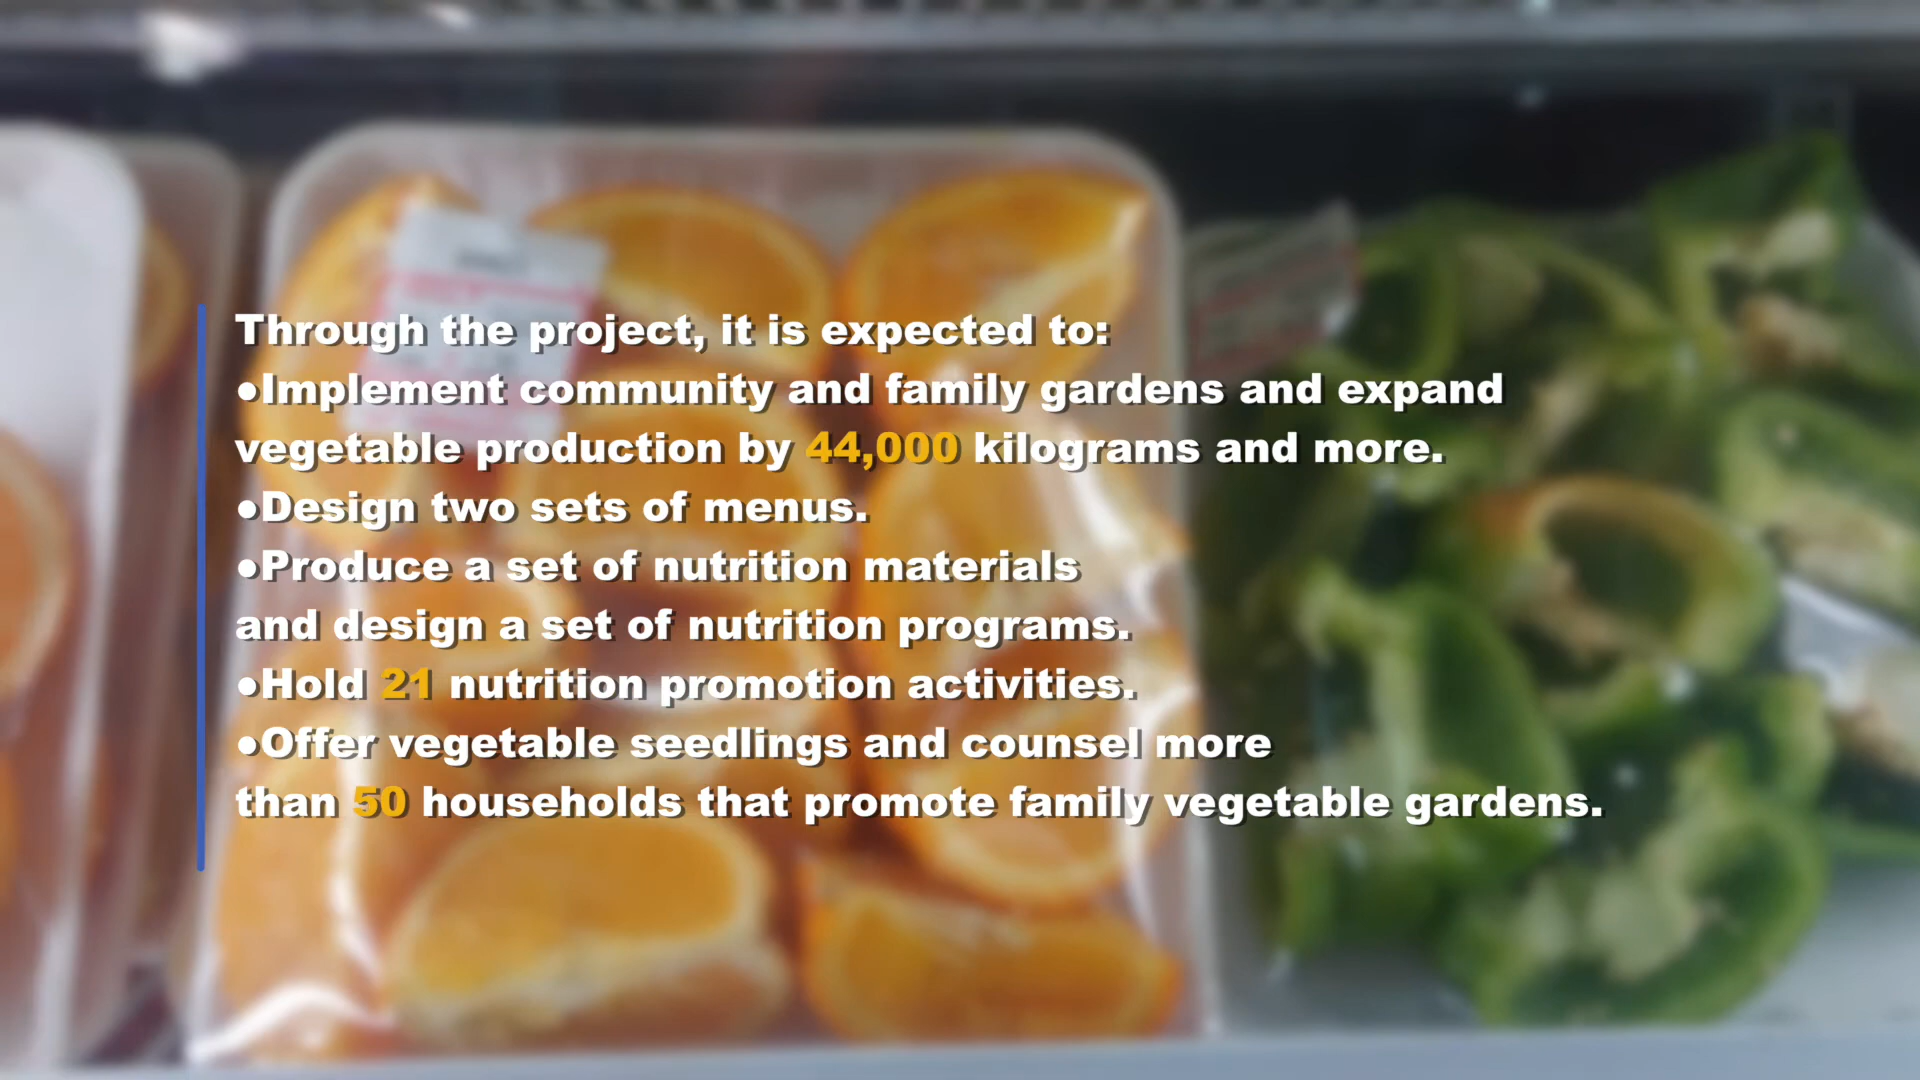 Through the project, it is expected to:
●Implement community and family gardens and expand
vegetable production by 44,000 kilograms and more.
●Design two sets of menus.
●Produce a set of nutrition materials
and design a set of nutrition programs.
●Hold 21 nutrition promotion activities.
●Offer vegetable seedlings and counsel more
than 50 households that promote family vegetable gardens.